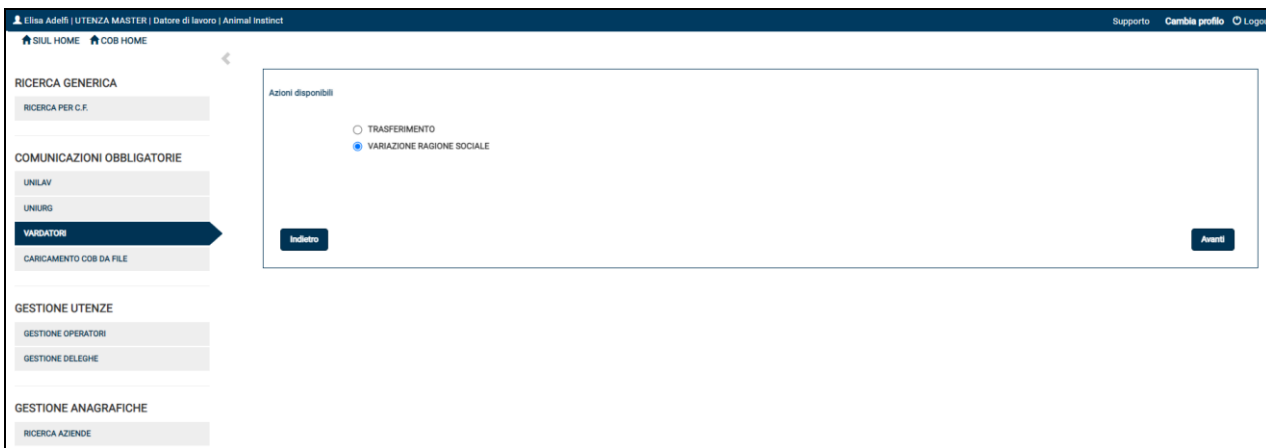 Elisa Adelfi | UTENZA MASTER | Datore di lavoro | Animal Instinct
Supporto Cambia profilo Logou
SIUL HOME COB HOME
RICERCA GENERICA
RICERCA PER C.F.
COMUNICAZIONI OBBLIGATORIE
UNILAV
UNIURG
VARDATORI
CARICAMENTO COB DA FILE
GESTIONE UTENZE
GESTIONE OPERATORI
GESTIONE DELEGHE
GESTIONE ANAGRAFICHE
RICERCA AZIENDE
Azioni disponibili
TRASFERIMENTO
VARIAZIONE RAGIONE SOCIALE
Indietro
Avanti